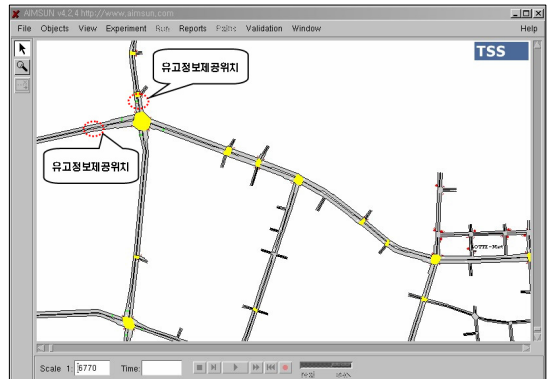 AIMSUN v4.2.4 http://www.aimsun.com
File Objects View Experiment Run Reports Paths Validation Window Help
TSS
유고정보제공위치
유고정보제공위치
Scale 1: 6770 Time: